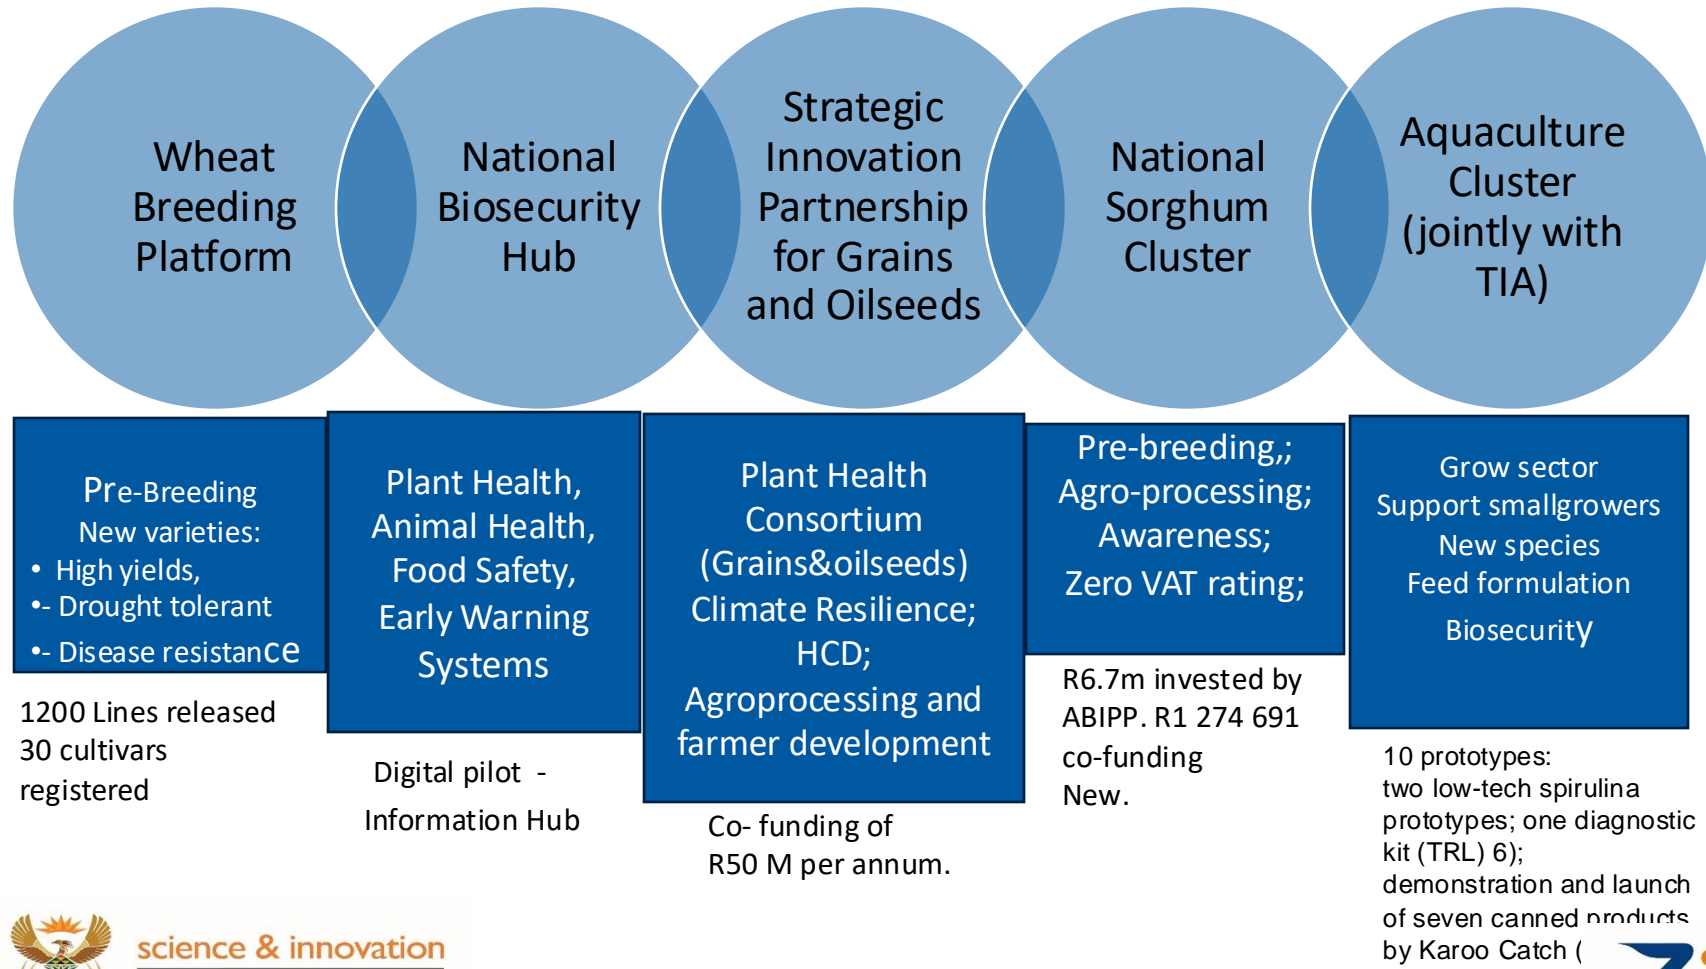 Wheat
Breeding
Platform
National
Biosecurity
Hub
Strategic
Innovation
Partnership
for Grains
and Oilseeds
National
Sorghum
Cluster
Aquaculture
Cluster
(jointly with
TIA)
Pre-Breeding
New varieties:
• High yields,
•- Drought tolerant
•- Disease resistance
1200 Lines released
30 cultivars
registered
Plant Health,
Animal Health,
Food Safety,
Early Warning
Systems
Digital pilot -
Information Hub
Plant Health
Consortium
(Grains&oilseeds)
Climate Resilience;
HCD;
Agroprocessing and
farmer development
Co- funding of
R50 M per annum.
Pre-breeding,;
Agro-processing;
Awareness;
Zero VAT rating;
R6.7m invested by
ABIPP. R1 274 691
co-funding
New.
Grow sector
Support smallgrowers
New species
Feed formulation
Biosecurity
10 prototypes:
two low-tech spirulina
prototypes; one diagnostic
kit (TRL) 6);
demonstration and launch
of seven canned products
by Karoo Catch (
science & innovation